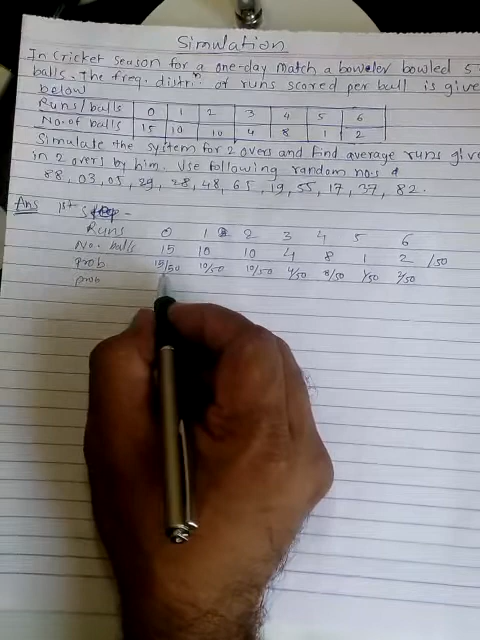 Simulation
In Cricket season for a one-day match a bowler bowled 5
balls. The freq. distriⁿ of runs scored per ball is give
below
Runs/balls 0 1 2 3 4 5 6
No. of balls 15 10 10 4 8 1 2
Simulate the system for 2 overs and find average runs give
in 2 overs by him. Use following random nos
88, 03, 05, 29, 28, 48, 65, 19, 55, 17, 37, 82.
Ans 1st Step -
Runs 0 1 2 3 4 5 6
No. balls 15 10 10 4 8 1 2 /50
prob 15/50 10/50 10/50 4/50 8/50 1/50 2/50
prob